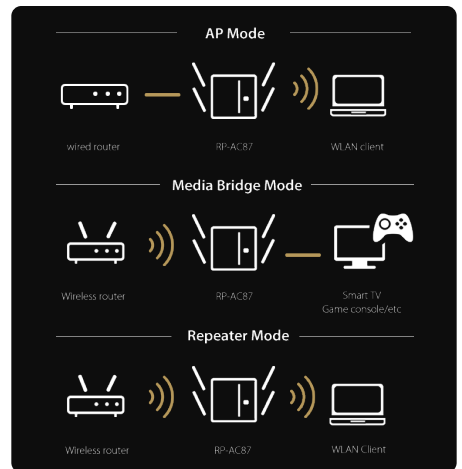 AP Mode
wired router RP-AC87 WLAN client
Media Bridge Mode
Wireless router RP-AC87 Smart TV
Game console/etc
Repeater Mode
Wireless router RP-AC87 WLAN Client